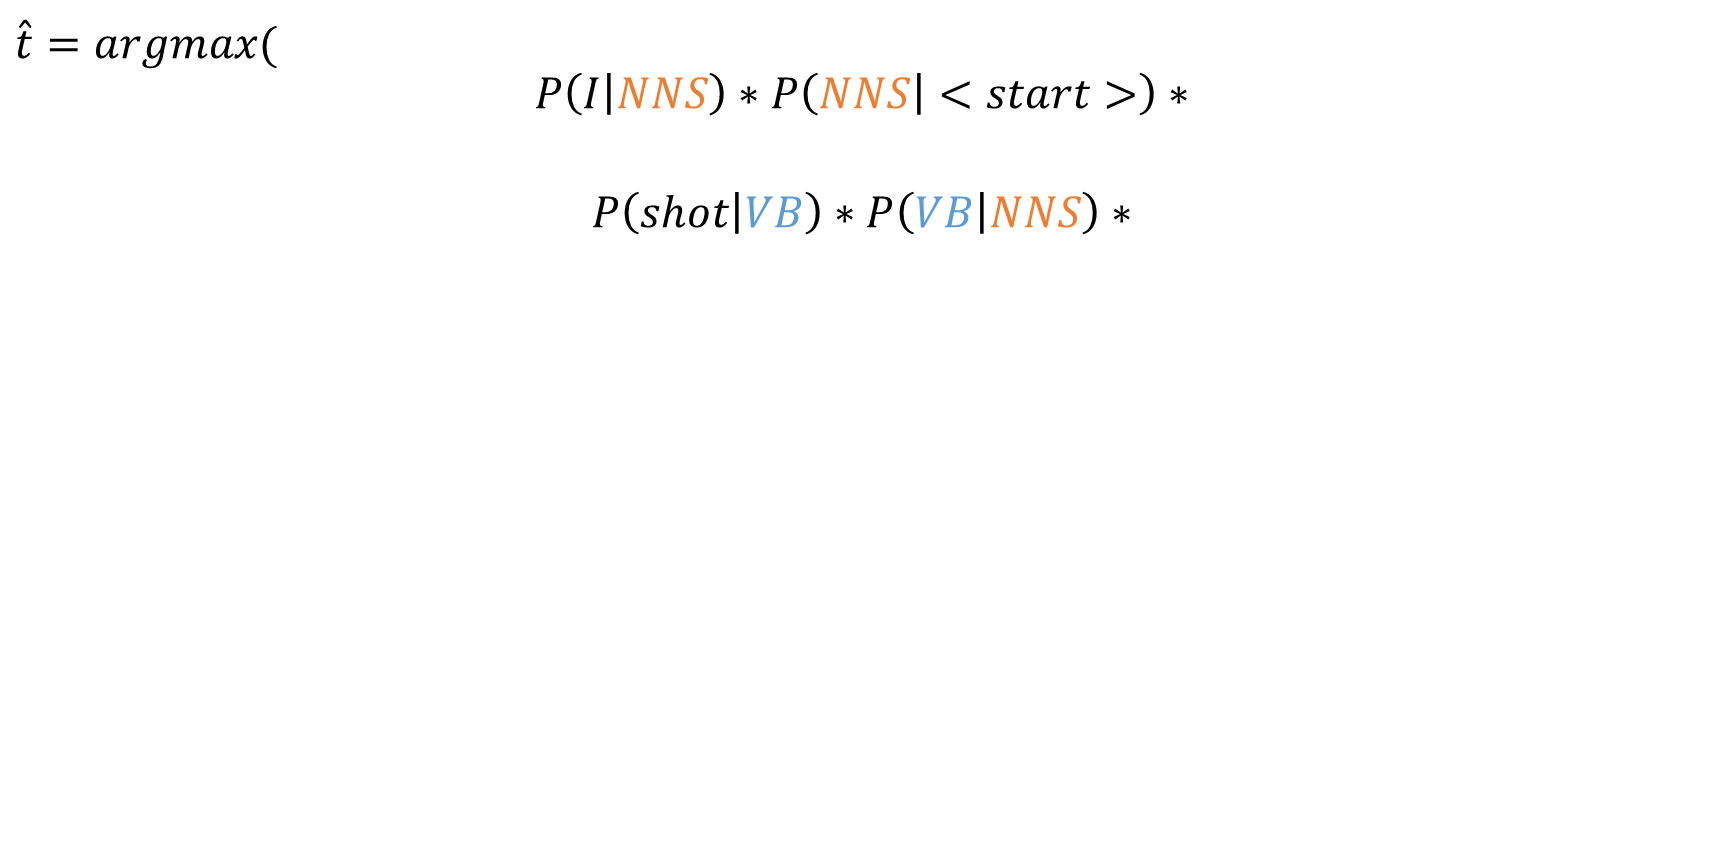 t̂ = argmax(
P(I|NNS) ∗ P(NNS| < start >) ∗
P(shot|VB) ∗ P(VB|NNS) ∗